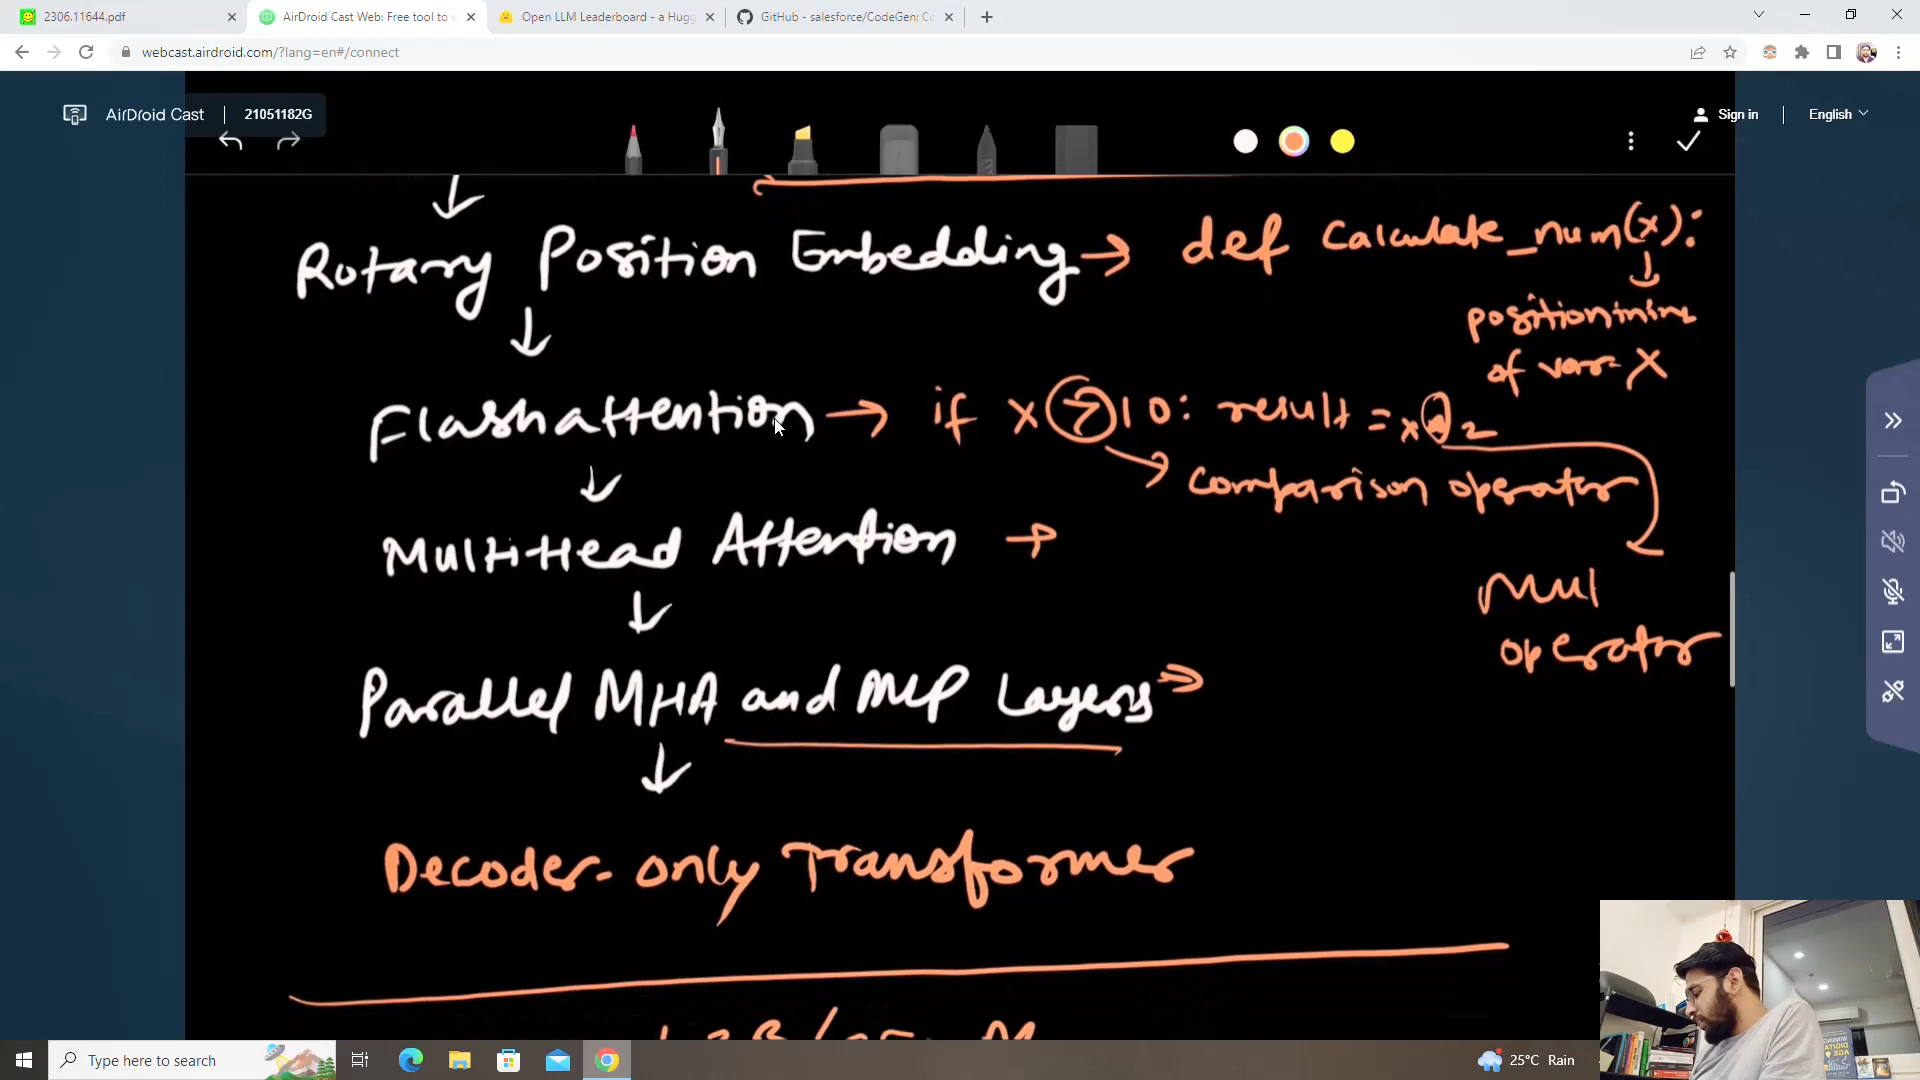 2306.11644.pdf
AirDroid Cast Web: Free tool to
Open LLM Leaderboard - a Hugg
GitHub - salesforce/CodeGen: Co
webcast.airdroid.com/?lang=en#/connect
AirDroid Cast
21051182G
Sign in
English
Rotary Position Embedding → def Calculate_num(x):
of var X
Flashattention → if x > 10: result = x * 2
Comparison operator
MultiHead Attention →
Mul
operator
Parallel MHA and MLP Layers →
Decoder-only Transformer
Type here to search
25°C Rain